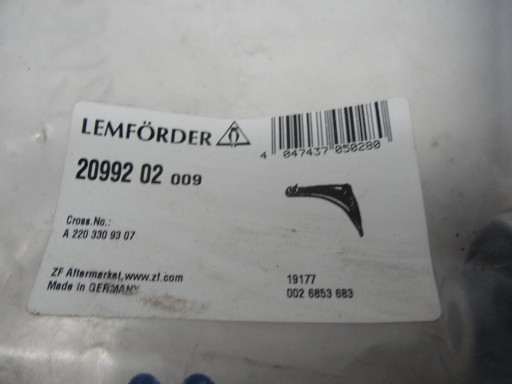 LEMFÖRDER
4 047437 050280
20992 02 009
Cross.No.:
A 220 330 93 07
ZF Aftermarket,www.zf.com
Made in GERMANY
19177
002 6853 683